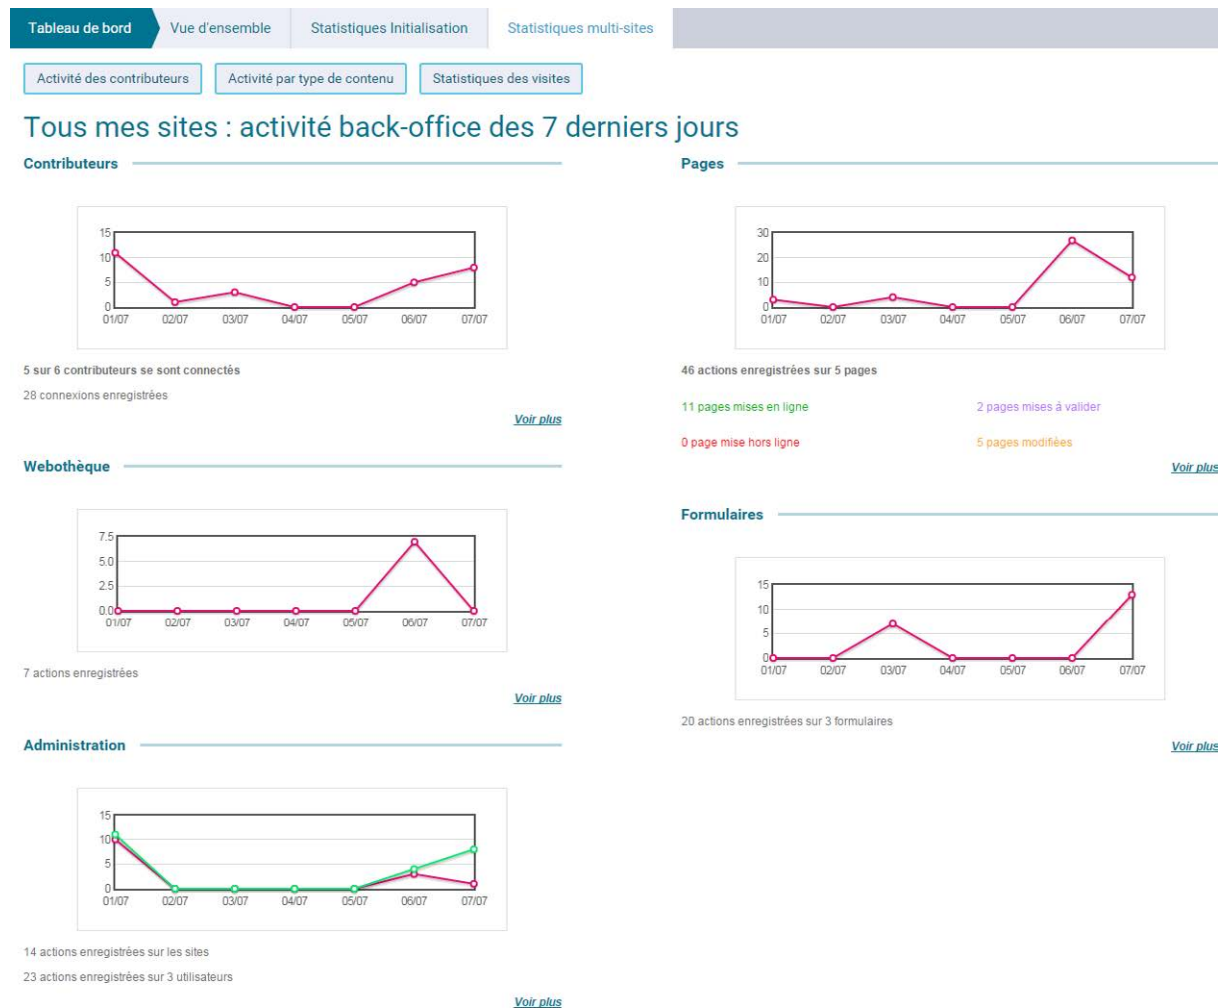 Tableau de bord Vue d'ensemble Statistiques Initialisation Statistiques multi-sites
Activité des contributeurs Activité par type de contenu Statistiques des visites
Tous mes sites : activité back-office des 7 derniers jours
Contributeurs
15
10
5
0
01/07 02/07 03/07 04/07 05/07 06/07 07/07
5 sur 6 contributeurs se sont connectés
28 connexions enregistrées
Voir plus
Webothèque
7.5
5.0
2.5
0.0
01/07 02/07 03/07 04/07 05/07 06/07 07/07
7 actions enregistrées
Voir plus
Administration
15
10
5
0
01/07 02/07 03/07 04/07 05/07 06/07 07/07
14 actions enregistrées sur les sites
23 actions enregistrées sur 3 utilisateurs
Voir plus
Pages
30
20
10
0
01/07 02/07 03/07 04/07 05/07 06/07 07/07
46 actions enregistrées sur 5 pages
11 pages mises en ligne 2 pages mises à valider
0 page mise hors ligne 5 pages modifiées
Voir plus
Formulaires
15
10
5
0
01/07 02/07 03/07 04/07 05/07 06/07 07/07
20 actions enregistrées sur 3 formulaires
Voir plus